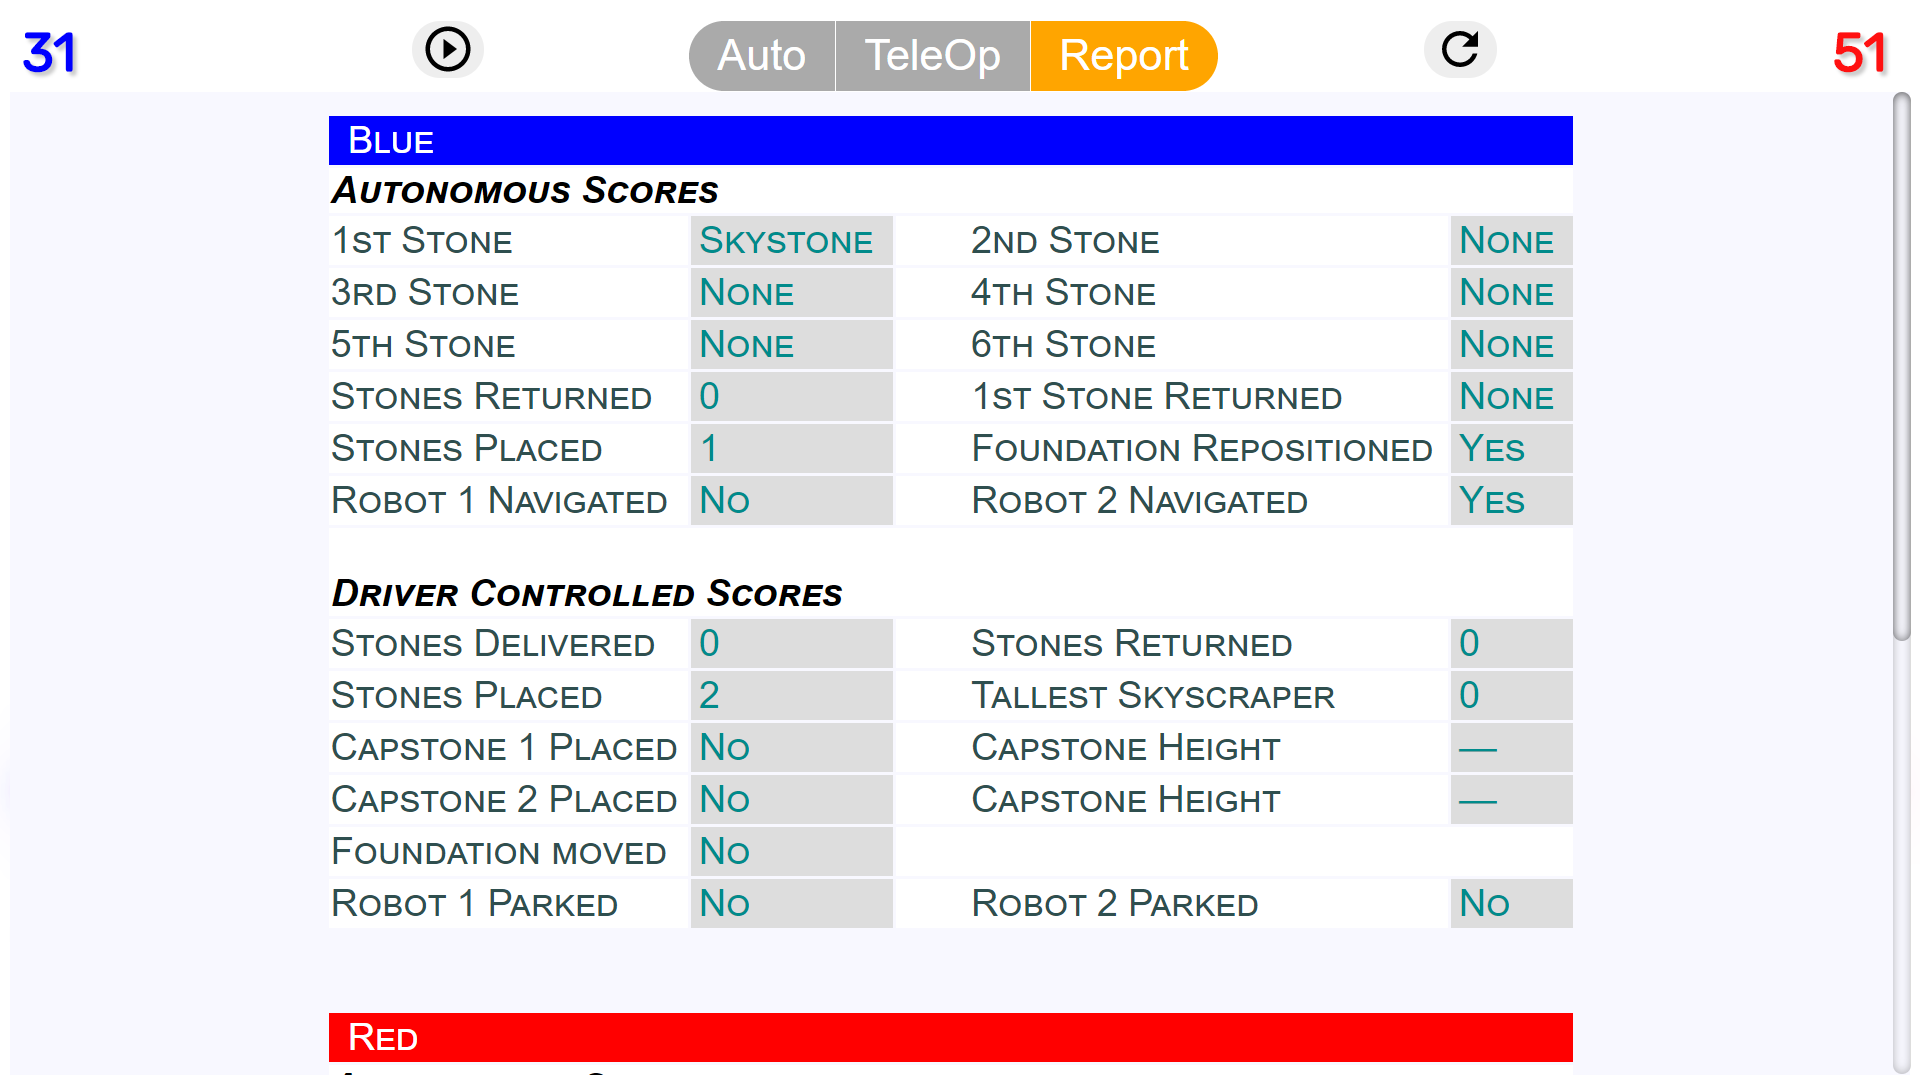 31 Auto TeleOp Report 51
Blue
Autonomous Scores
1st Stone Skystone 2nd Stone None
3rd Stone None 4th Stone None
5th Stone None 6th Stone None
Stones Returned 0 1st Stone Returned None
Stones Placed 1 Foundation Repositioned Yes
Robot 1 Navigated No Robot 2 Navigated Yes
Driver Controlled Scores
Stones Delivered 0 Stones Returned 0
Stones Placed 2 Tallest Skyscraper 0
Capstone 1 Placed No Capstone Height —
Capstone 2 Placed No Capstone Height —
Foundation moved No
Robot 1 Parked No Robot 2 Parked No
Red